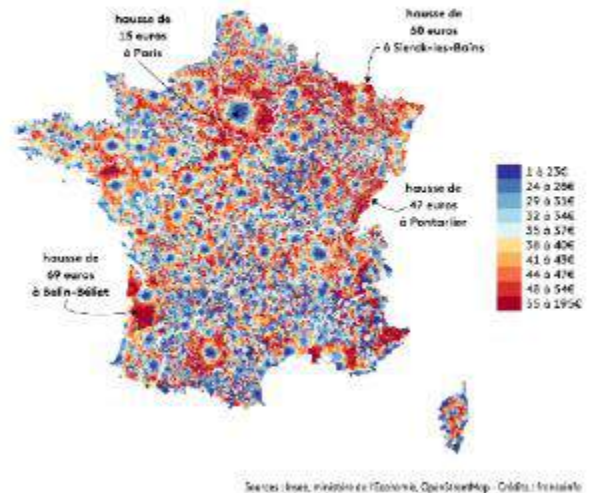 hausse de
15 euros
à Paris
hausse de
60 euros
à Sierck-les-Bains
hausse de
47 euros
à Pontarlier
hausse de
69 euros
à Belin-Béliet
1 à 23€
24 à 28€
29 à 31€
32 à 34€
35 à 37€
38 à 40€
41 à 43€
44 à 47€
48 à 54€
55 à 195€
Sources : Insee, ministère de l'Economie, OpenStreetMap - Crédits : franceinfo